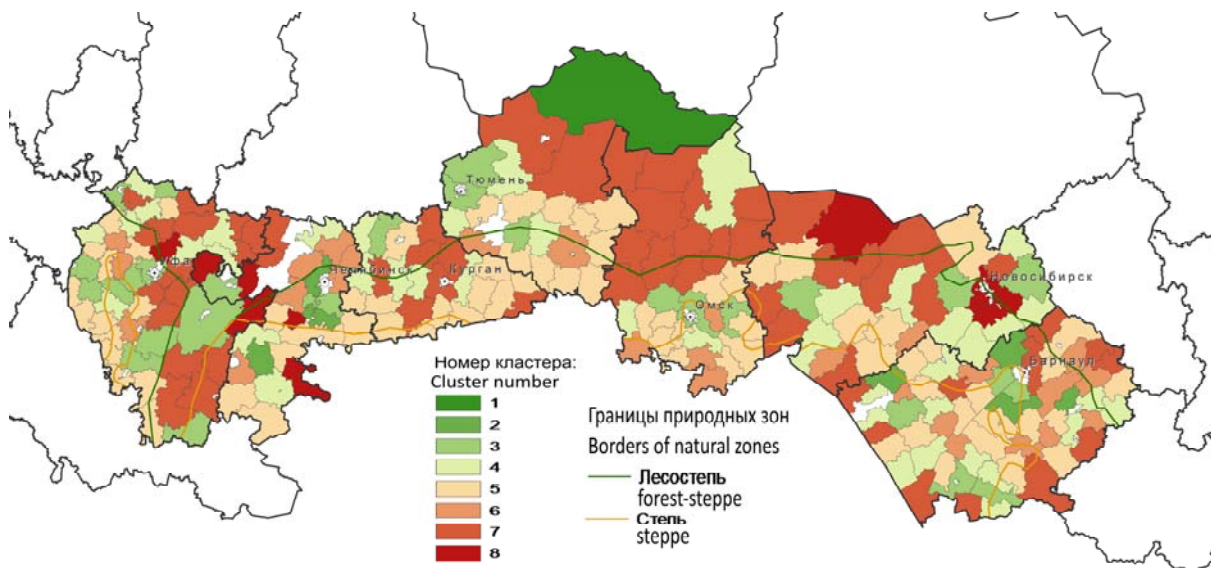 Тюмень
Уфа
Челябинск
Курган
Новосибирск
Омск
Барнаул
Номер кластера:
Cluster number
1
2
3
4
5
6
7
8
Границы природных зон
Borders of natural zones
Лесостепь
forest-steppe
Степь
steppe